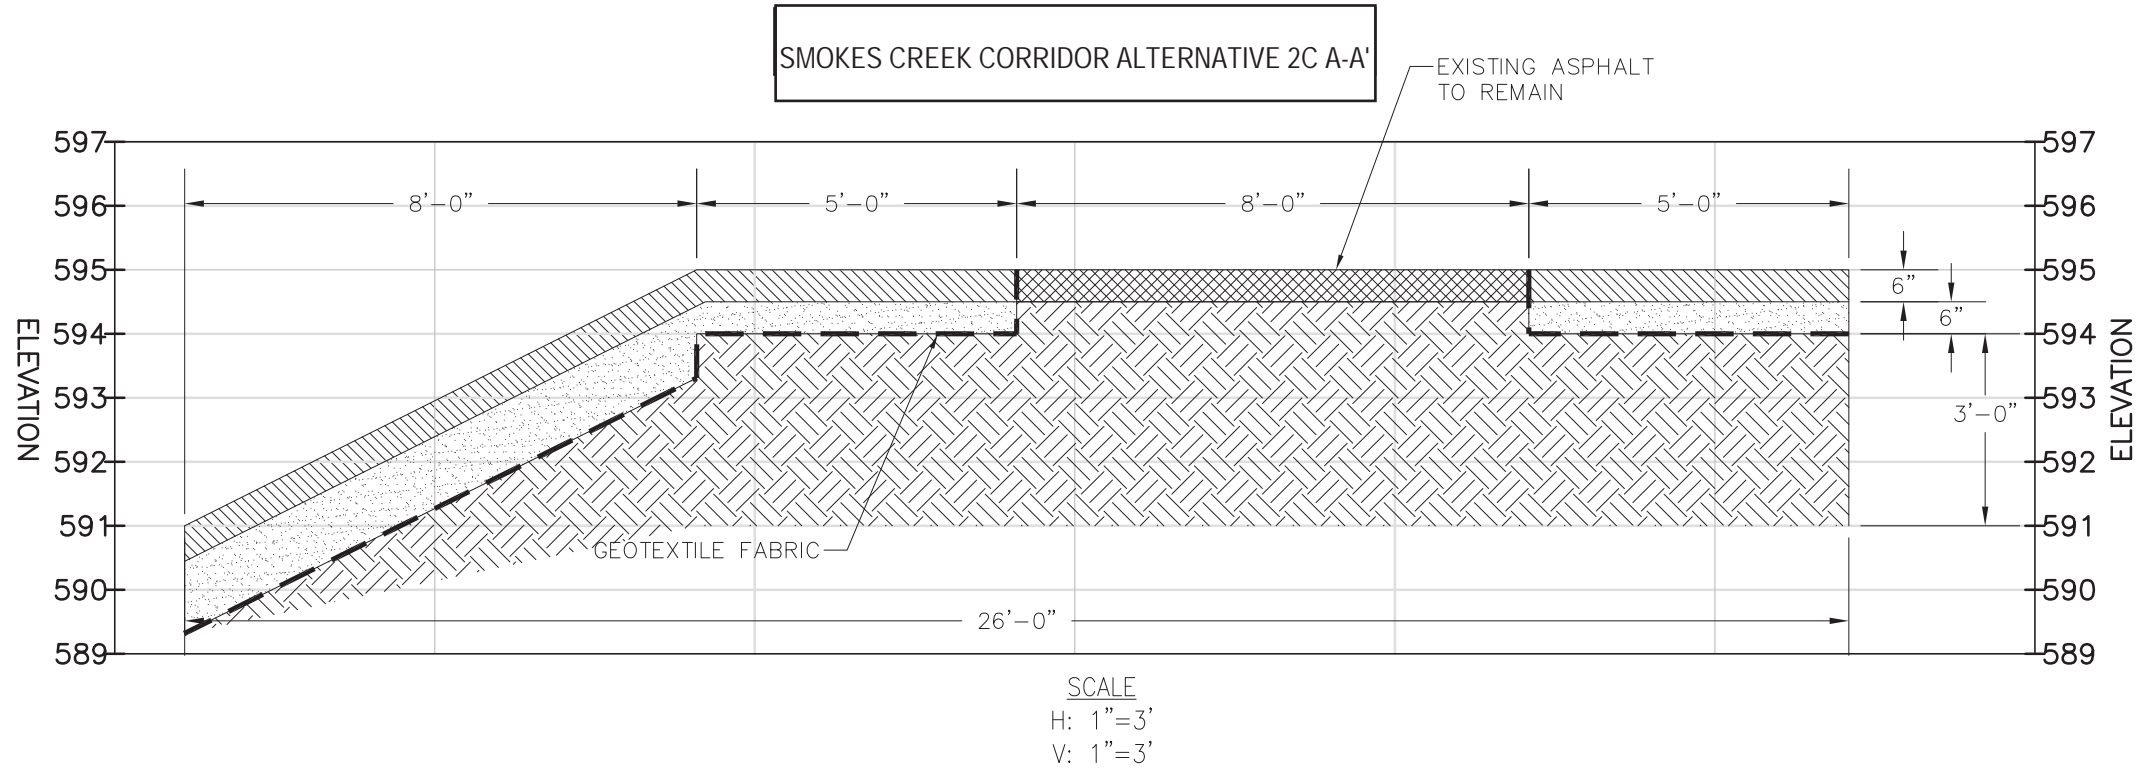 SMOKES CREEK CORRIDOR ALTERNATIVE 2C A-A'
EXISTING ASPHALT
TO REMAIN
597
597
8'-0"
5'-0"
8'-0"
5'-0"
596
596
595
595
6"
6"
594
594
593
593
3'-0"
592
592
591
591
GEOTEXTILE FABRIC
590
590
26'-0"
589
589
ELEVATION
ELEVATION
SCALE
H: 1"=3'
V: 1"=3'